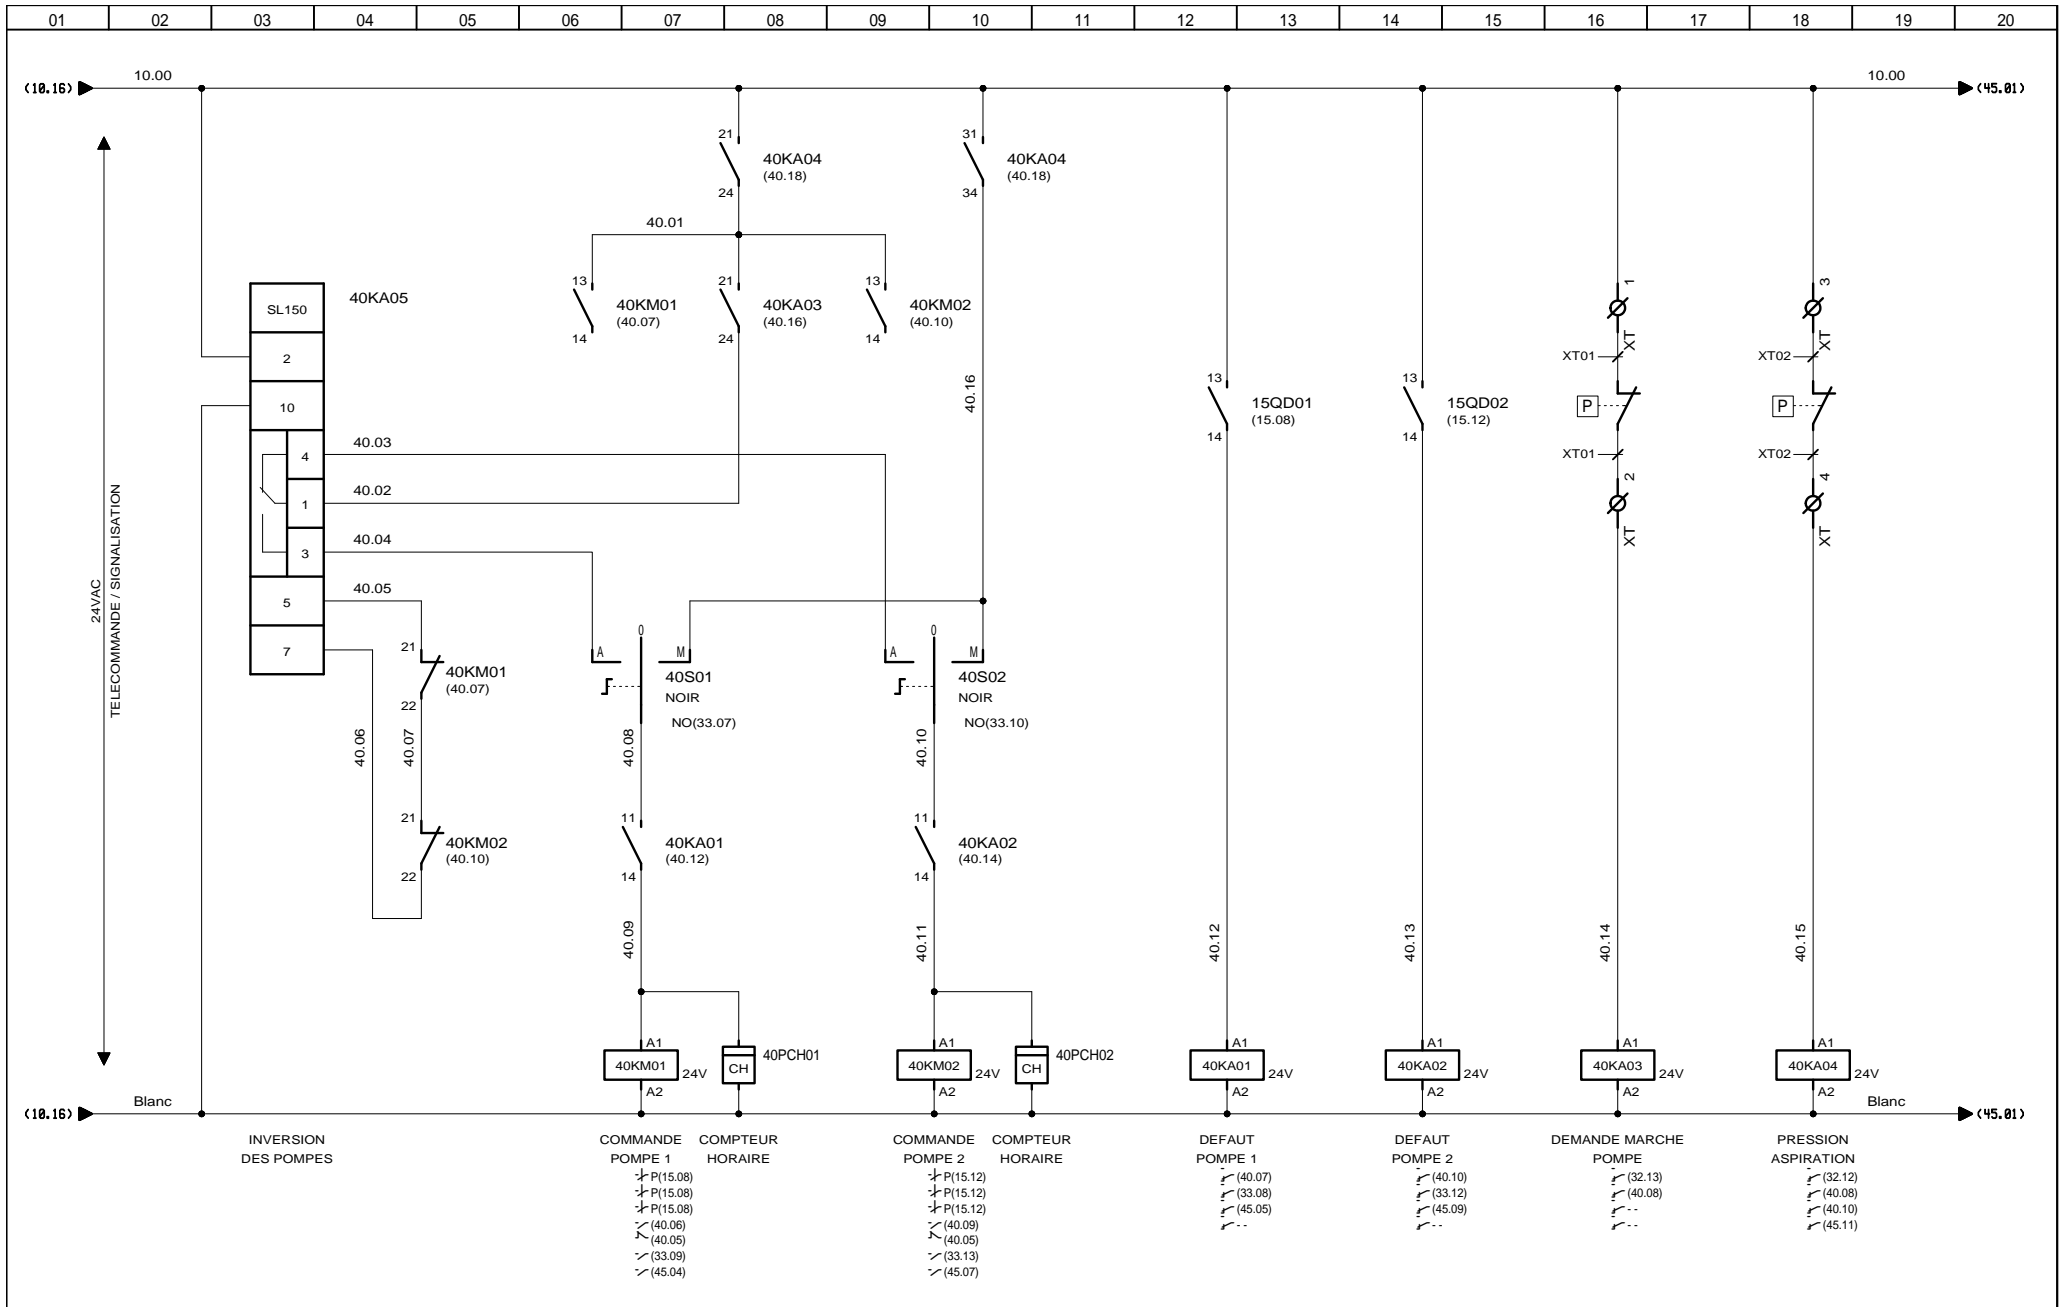 01 02 03 04 05 06 07 08 09 10 11 12 13 14 15 16 17 18 19 20
10.00 10.00
(10.16) (45.01)
21 31
40KA04 40KA04
(40.18) (40.18)
24 34
40.01
13 21 13
40KM01 40KA03 40KM02
(40.07) (40.16) (40.10)
14 24 14
SL150 40KA05
2
10
4 40.03
1 40.02
3 40.04
5 40.05
7
24VAC
TELECOMMANDE / SIGNALISATION
40.16
13 13
15QD01 15QD02
(15.08) (15.12)
14 14
1 3
XT XT
XT01 XT02
P P
XT01 XT02
2 4
XT XT
21
40KM01
(40.07)
22
40.06 40.07
21
40KM02
(40.10)
22
0 0
A M A M
40S01 40S02
NOIR NOIR
NO(33.07) NO(33.10)
40.08 40.10
11 11
40KA01 40KA02
(40.12) (40.14)
14 14
40.09 40.11 40.12 40.13 40.14 40.15
A1 A1 A1 A1 A1 A1
40KM01 24V CH 40PCH01 40KM02 24V CH 40PCH02 40KA01 24V 40KA02 24V 40KA03 24V 40KA04 24V
A2 A2 A2 A2 A2 A2
Blanc Blanc
(10.16) (45.01)
INVERSION
DES POMPES
COMMANDE
POMPE 1
P(15.08)
P(15.08)
P(15.08)
(40.06)
(40.05)
(33.09)
(45.04)
COMPTEUR
HORAIRE
COMMANDE
POMPE 2
P(15.12)
P(15.12)
P(15.12)
(40.09)
(40.05)
(33.13)
(45.07)
COMPTEUR
HORAIRE
DEFAUT
POMPE 1
(40.07)
(33.08)
(45.05)
--
DEFAUT
POMPE 2
(40.10)
(33.12)
(45.09)
--
DEMANDE MARCHE
POMPE
(32.13)
(40.08)
--
--
PRESSION
ASPIRATION
(32.12)
(40.08)
(40.10)
(45.11)